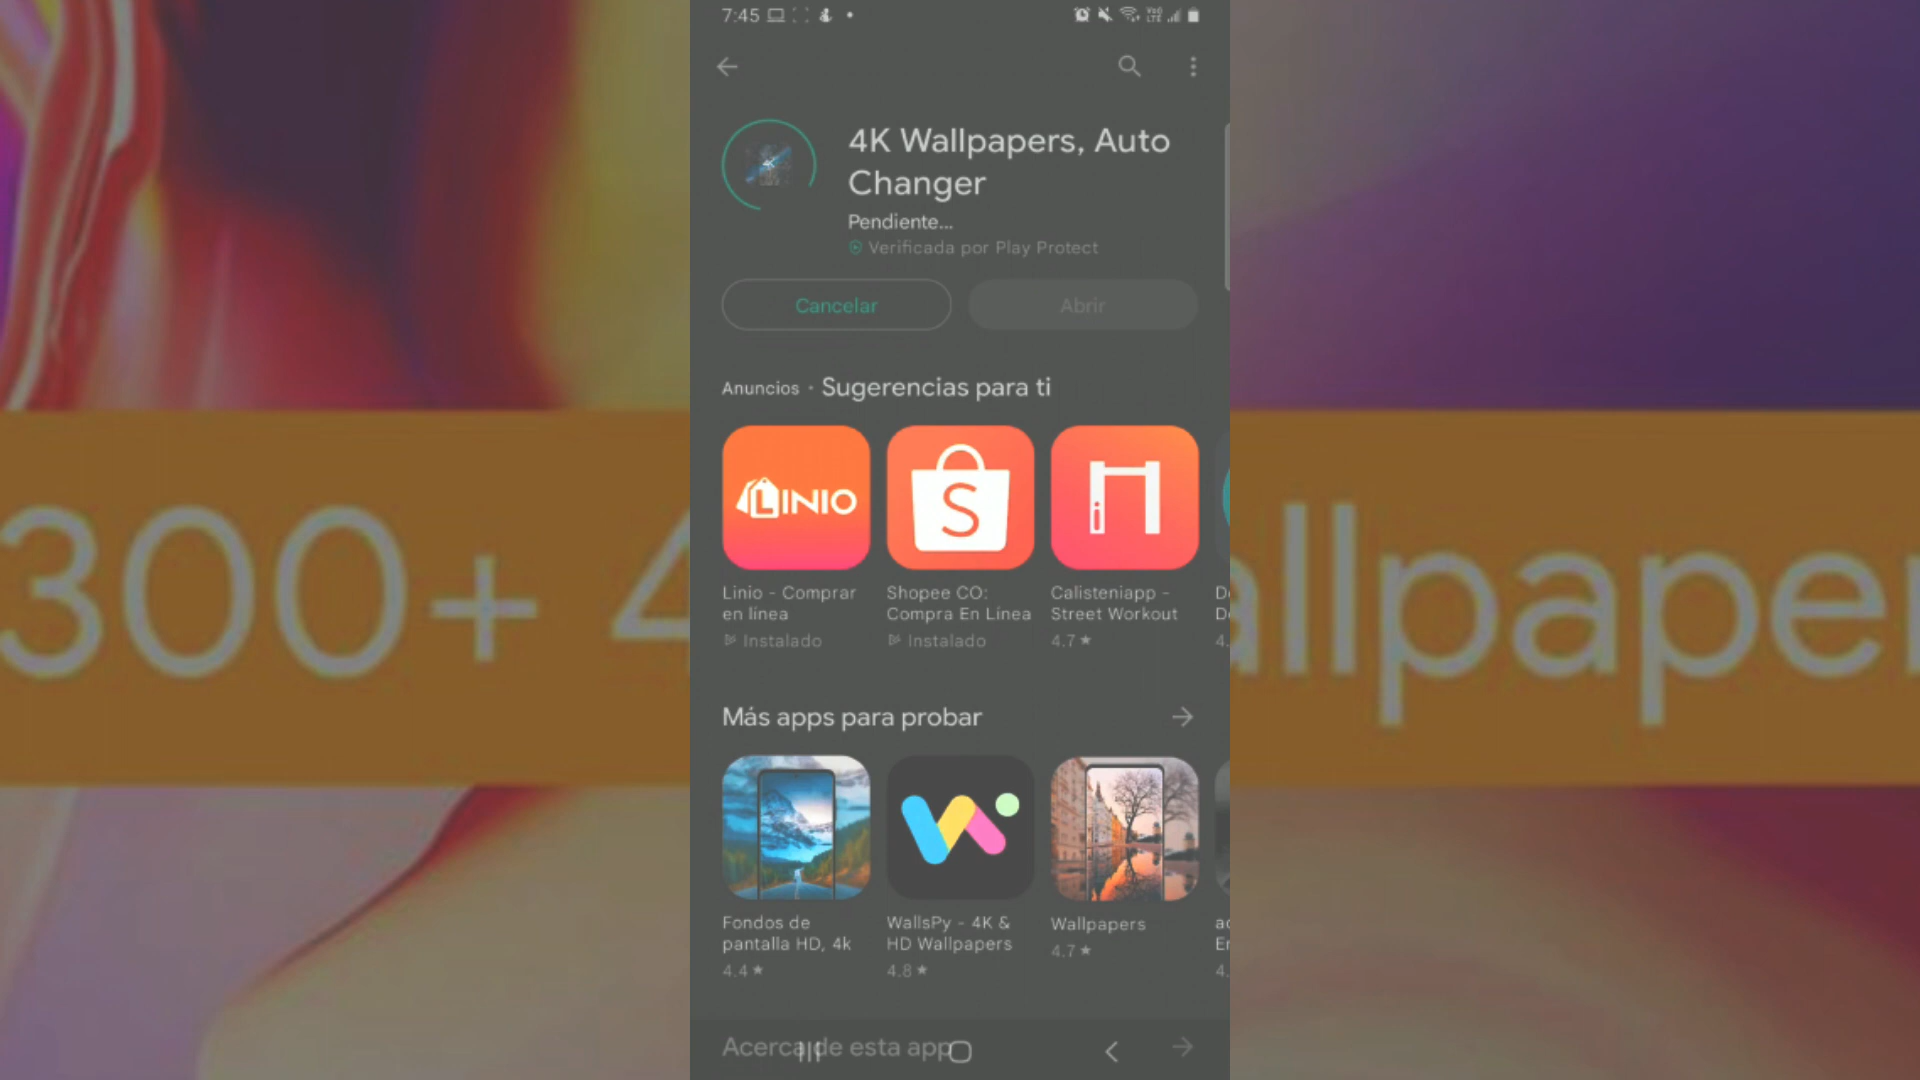 7:45
4K Wallpapers, Auto
Changer
Pendiente...
Verificada por Play Protect
Cancelar
Abrir
Anuncios · Sugerencias para ti
LINIO
S
Linio - Comprar
en línea
Instalado
Shopee CO:
Compra En Línea
Instalado
Calisteniapp -
Street Workout
4.7 ★
Más apps para probar
Fondos de
pantalla HD, 4k
4.4 ★
WallsPy - 4K &
HD Wallpapers
4.8 ★
Wallpapers
4.7 ★
Acerca de esta app
300+ 4
allpaper